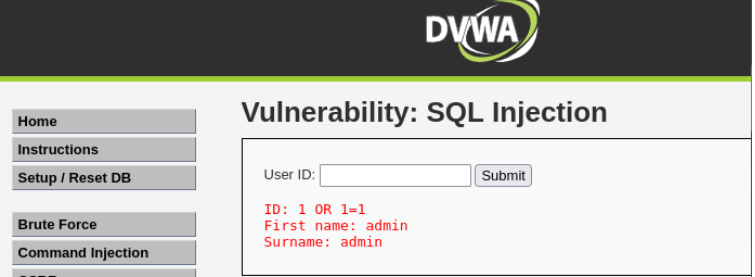 DVWA
Home
Instructions
Setup / Reset DB
Brute Force
Command Injection
Vulnerability: SQL Injection
User ID:
Submit
ID: 1 OR 1=1
First name: admin
Surname: admin